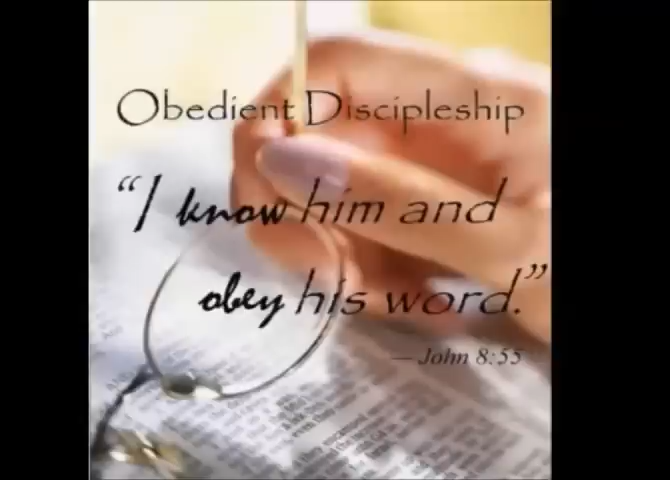 Obedient Discipleship
“I know him and
obey his word.”
— John 8:55